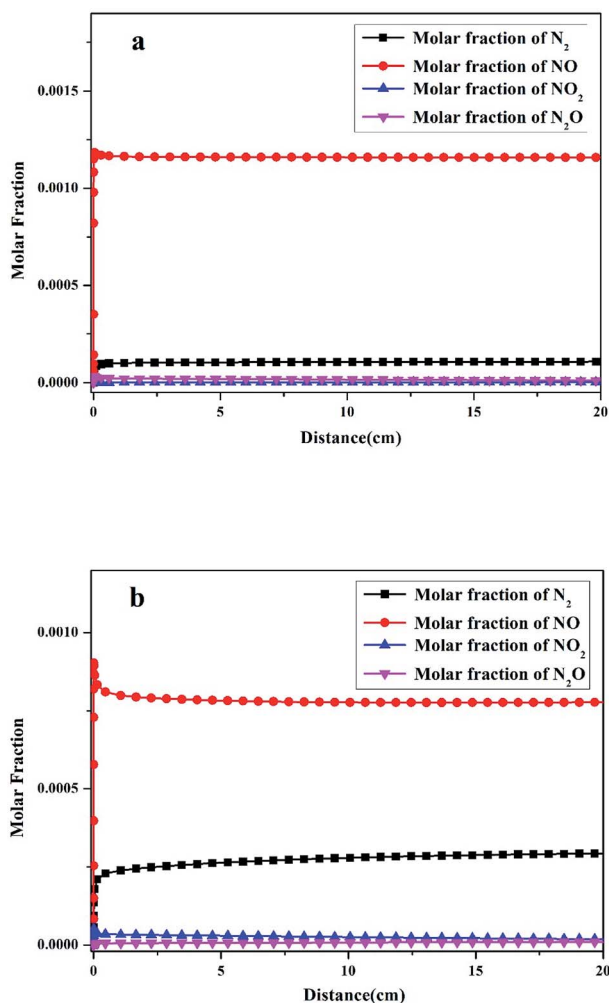 a
Molar fraction of N₂
Molar fraction of NO
Molar fraction of NO₂
Molar fraction of N₂O
0.0015
0.0010
0.0005
0.0000
Molar Fraction
0 5 10 15 20
Distance(cm)
b
Molar fraction of N₂
Molar fraction of NO
Molar fraction of NO₂
Molar fraction of N₂O
0.0010
0.0005
0.0000
Molar Fraction
0 5 10 15 20
Distance(cm)